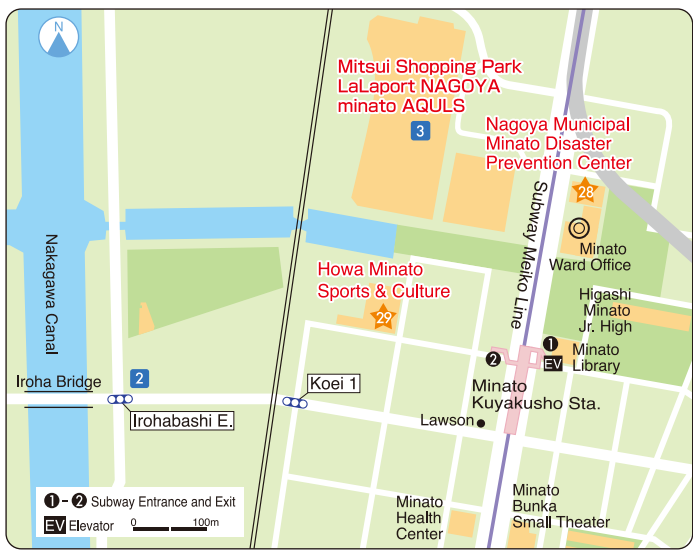 N
Mitsui Shopping Park
LaLaport NAGOYA
minato AQULS
3
Nagoya Municipal
Minato Disaster
Prevention Center
28
Subway Meiko Line
Minato
Ward Office
Nakagawa Canal
Howa Minato
Sports & Culture
29
Higashi
Minato
Jr. High
1
2
EV
Minato
Library
Iroha Bridge
2
Koei 1
Irohabashi E.
Minato
Kuyakusho Sta.
Lawson
1 - 2 Subway Entrance and Exit
EV Elevator 0 100m
Minato
Health
Center
Minato
Bunka
Small Theater